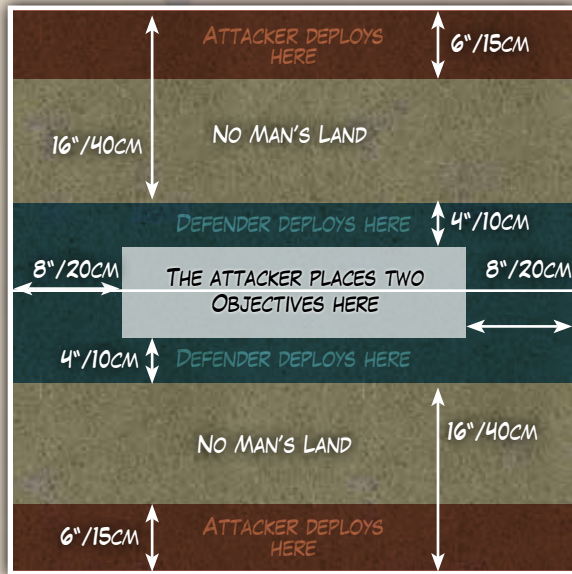 Attacker deploys
here
6"/15cm
No Man's Land
16"/40cm
Defender deploys here
4"/10cm
8"/20cm
The attacker places two
Objectives here
8"/20cm
4"/10cm
Defender deploys here
No Man's Land
16"/40cm
6"/15cm
Attacker deploys
here